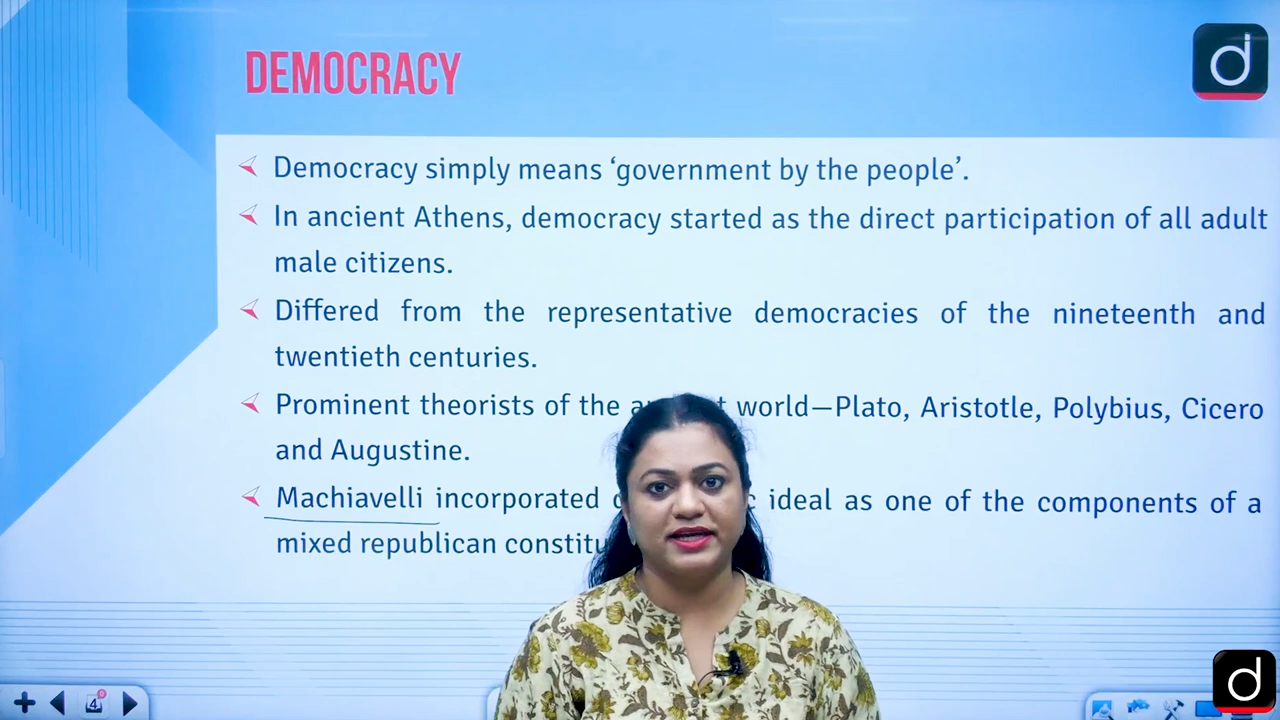 DEMOCRACY
d
Democracy simply means ‘government by the people’.
In ancient Athens, democracy started as the direct participation of all adult
male citizens.
Differed from the representative democracies of the nineteenth and
twentieth centuries.
Prominent theorists of the world—Plato, Aristotle, Polybius, Cicero
and Augustine.
Machiavelli incorporated ideal as one of the components of a
mixed republican
4
d